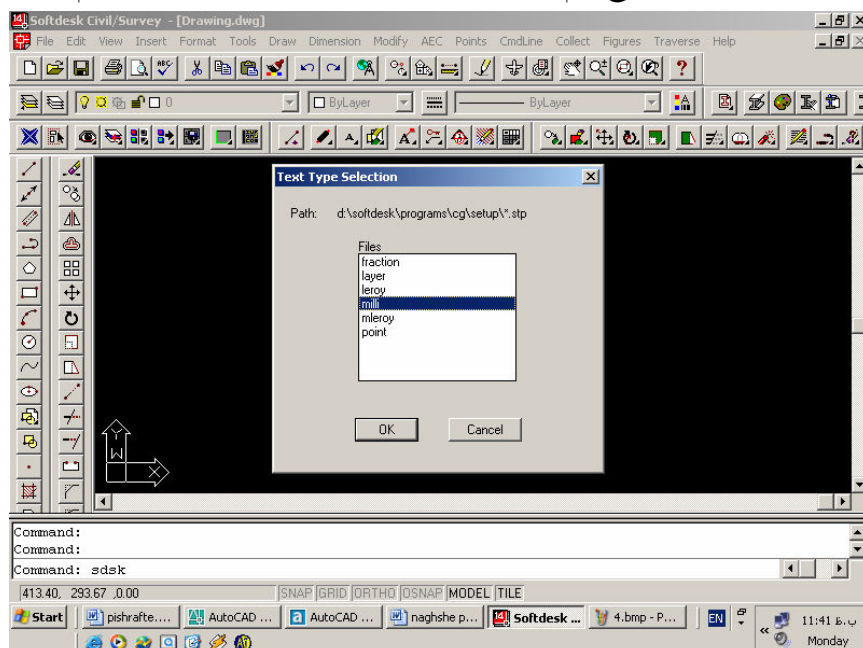 Softdesk Civil/Survey - [Drawing.dwg]
File Edit View Insert Format Tools Draw Dimension Modify AEC Points CmdLine Collect Figures Traverse Help
0 ByLayer ByLayer
Text Type Selection
Path: d:\softdesk\programs\cg\setup\*.stp
Files
fraction
layer
leroy
milli
mleroy
point
OK Cancel
Y
W
X
Command:
Command:
Command: sdsk
413.40, 293.67 ,0.00 SNAP GRID ORTHO OSNAP MODEL TILE
Start pishrafte.... AutoCAD ... AutoCAD ... naghshe p... Softdesk ... 4.bmp - P... EN « 11:41 ب.ظ
Monday